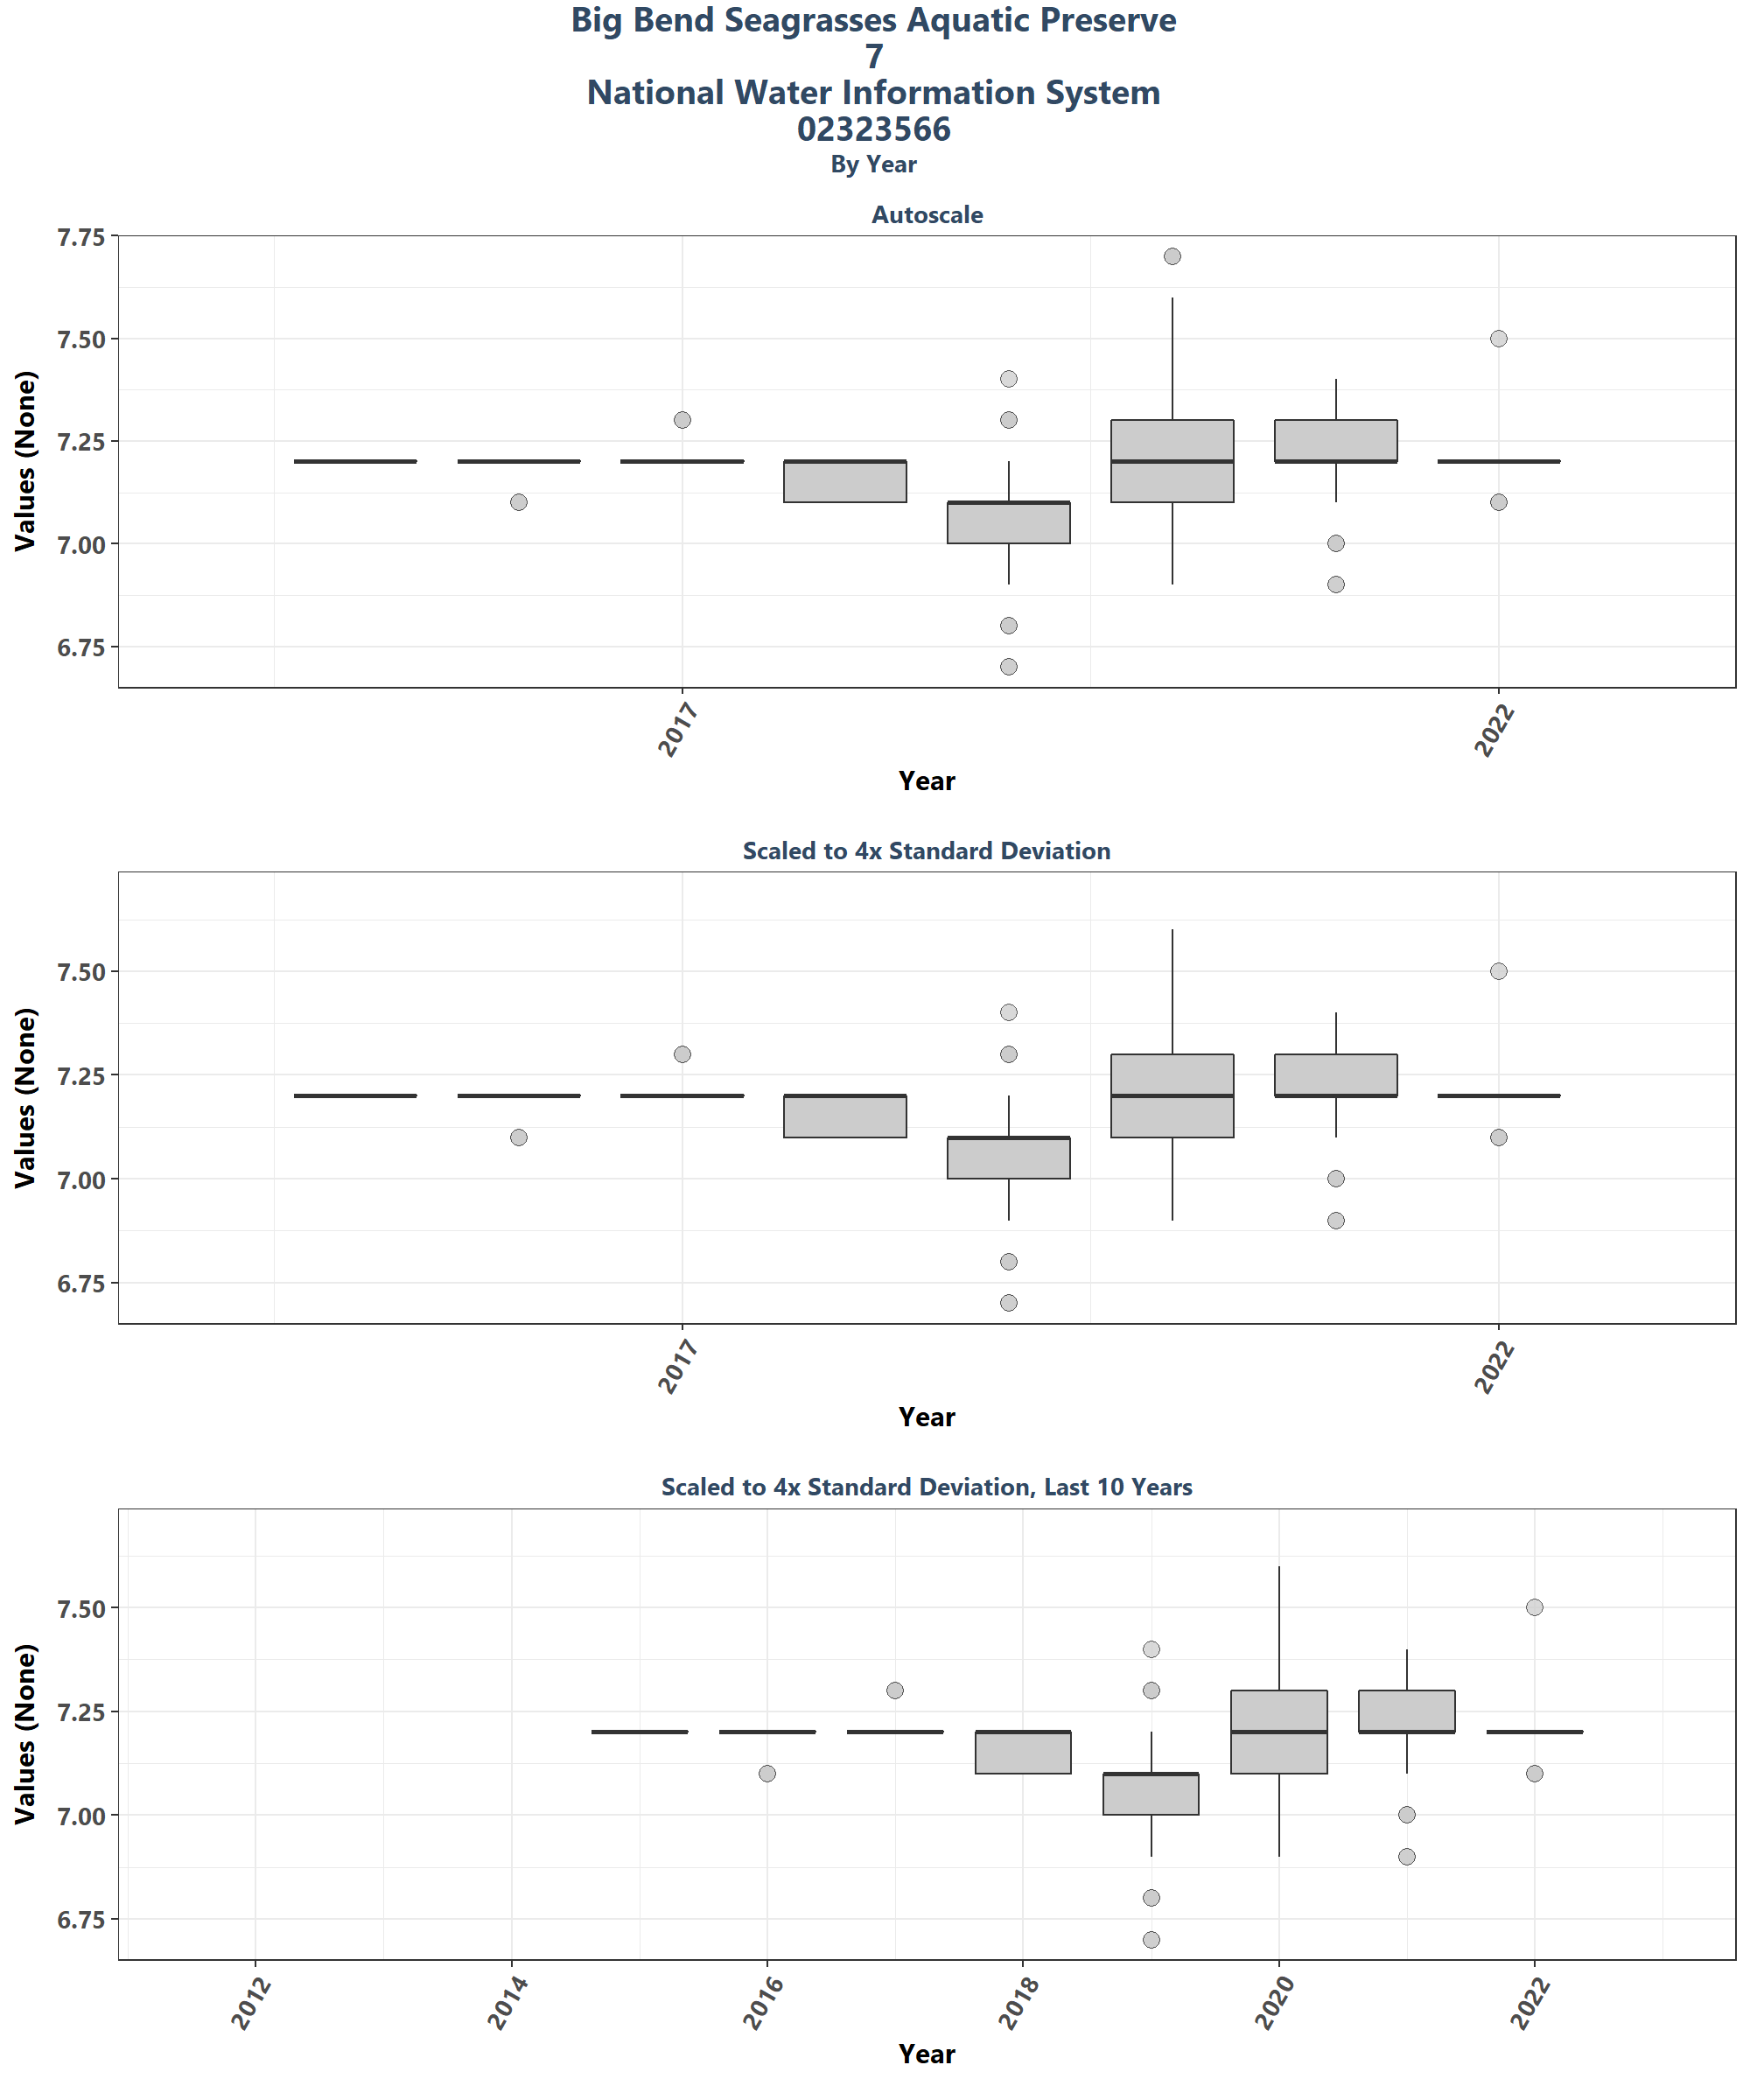 Big Bend Seagrasses Aquatic Preserve
7
National Water Information System
02323566
By Year
Autoscale
Values (None)
7.75
7.50
7.25
7.00
6.75
2017
2022
Year
Scaled to 4x Standard Deviation
Values (None)
7.50
7.25
7.00
6.75
2017
2022
Year
Scaled to 4x Standard Deviation, Last 10 Years
Values (None)
7.50
7.25
7.00
6.75
2012
2014
2016
2018
2020
2022
Year